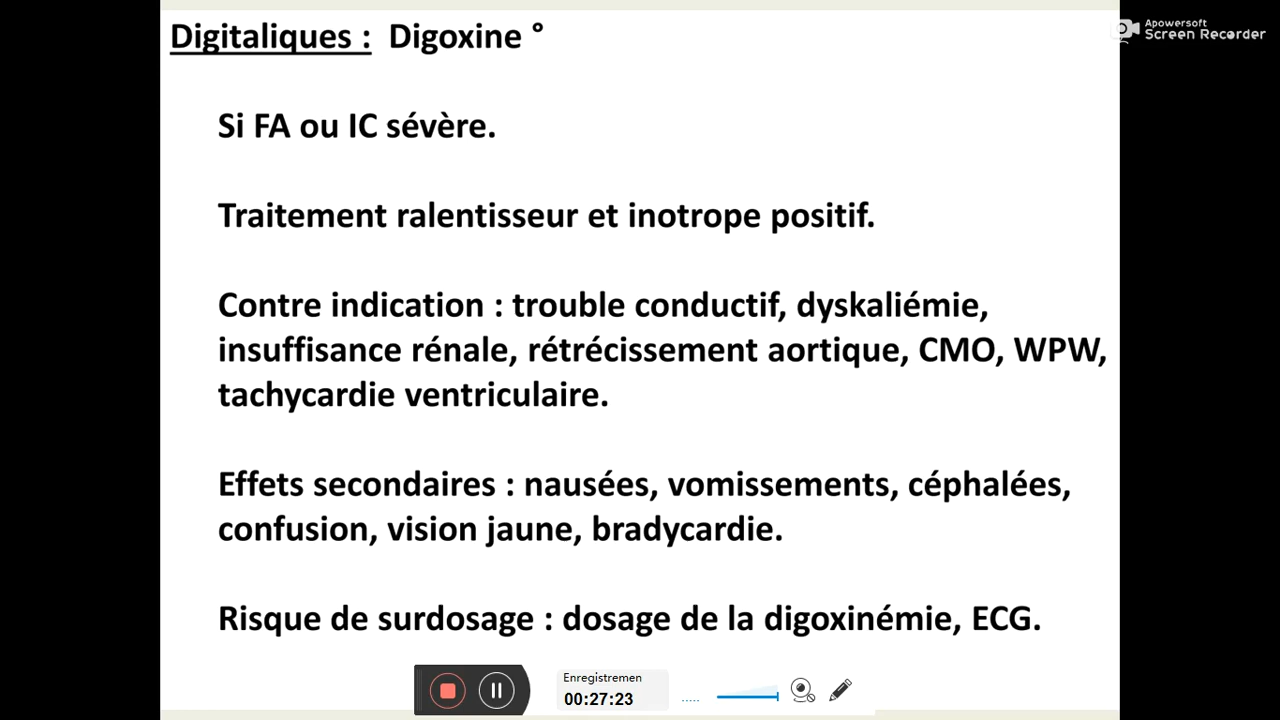 Digitaliques : Digoxine °
Apowersoft
Screen Recorder
Si FA ou IC sévère.
Traitement ralentisseur et inotrope positif.
Contre indication : trouble conductif, dyskaliémie,
insuffisance rénale, rétrécissement aortique, CMO, WPW,
tachycardie ventriculaire.
Effets secondaires : nausées, vomissements, céphalées,
confusion, vision jaune, bradycardie.
Risque de surdosage : dosage de la digoxinémie, ECG.
Enregistremen
00:27:23